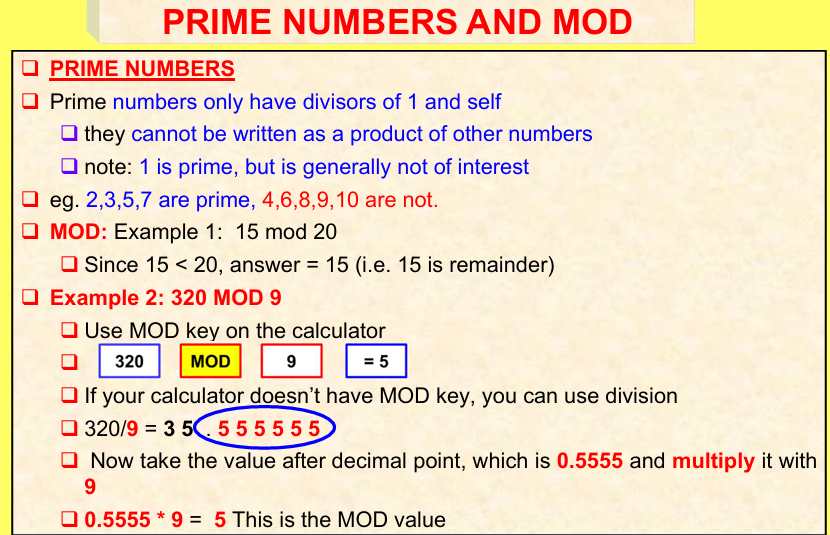 PRIME NUMBERS AND MOD
PRIME NUMBERS
Prime numbers only have divisors of 1 and self
they cannot be written as a product of other numbers
note: 1 is prime, but is generally not of interest
eg. 2,3,5,7 are prime, 4,6,8,9,10 are not.
MOD: Example 1: 15 mod 20
Since 15 < 20, answer = 15 (i.e. 15 is remainder)
Example 2: 320 MOD 9
Use MOD key on the calculator
320 MOD 9 = 5
If your calculator doesn't have MOD key, you can use division
320/9 = 3 5 . 5 5 5 5 5 5
Now take the value after decimal point, which is 0.5555 and multiply it with
9
0.5555 * 9 = 5 This is the MOD value